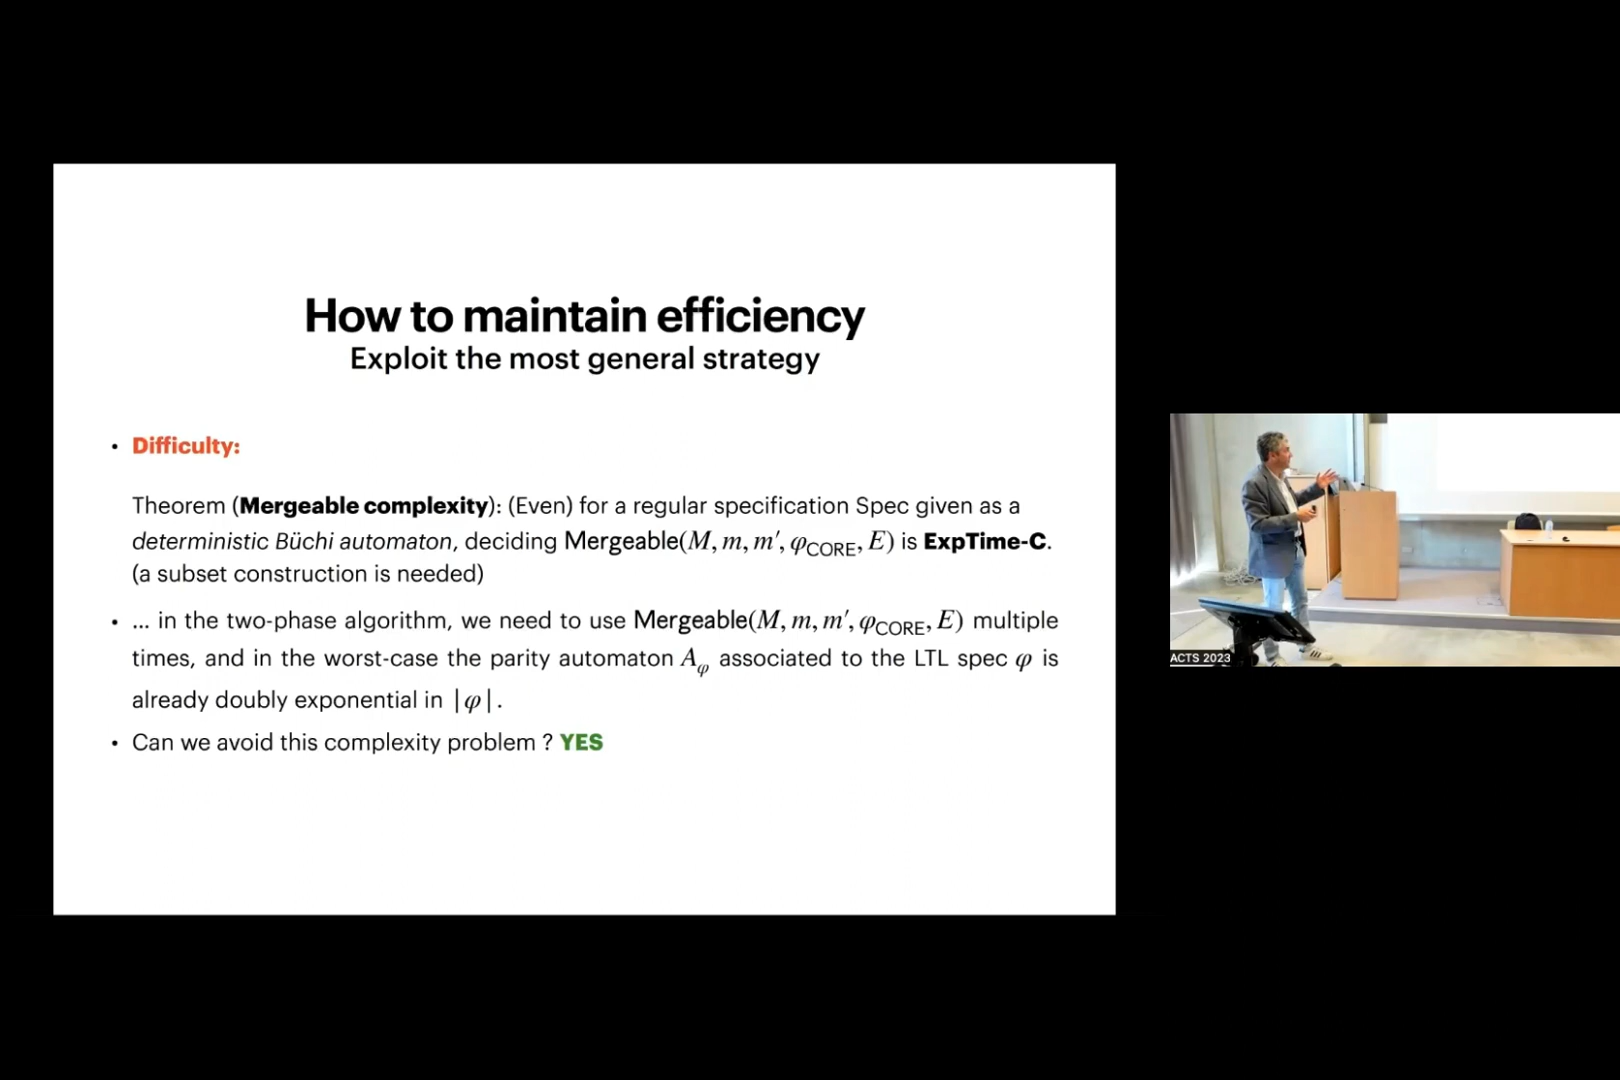 How to maintain efficiency
Exploit the most general strategy
• Difficulty:
Theorem (Mergeable complexity): (Even) for a regular specification Spec given as a
deterministic Büchi automaton, deciding Mergeable(M, m, m′, φCORE, E) is ExpTime-C.
(a subset construction is needed)
• ... in the two-phase algorithm, we need to use Mergeable(M, m, m′, φCORE, E) multiple
times, and in the worst-case the parity automaton Aφ associated to the LTL spec φ is
already doubly exponential in |φ|.
• Can we avoid this complexity problem ? YES
ACTS 2023